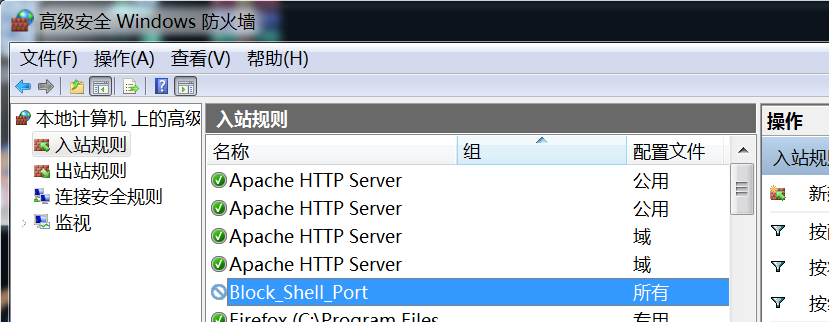 高级安全 Windows 防火墙
文件(F) 操作(A) 查看(V) 帮助(H)
本地计算机 上的高级
入站规则
出站规则
连接安全规则
监视
入站规则
名称 组 配置文件
Apache HTTP Server 公用
Apache HTTP Server 公用
Apache HTTP Server 域
Apache HTTP Server 域
Block_Shell_Port 所有
Firefox (C:\Program Files 专用
操作
入站规则
新建
按
按
按